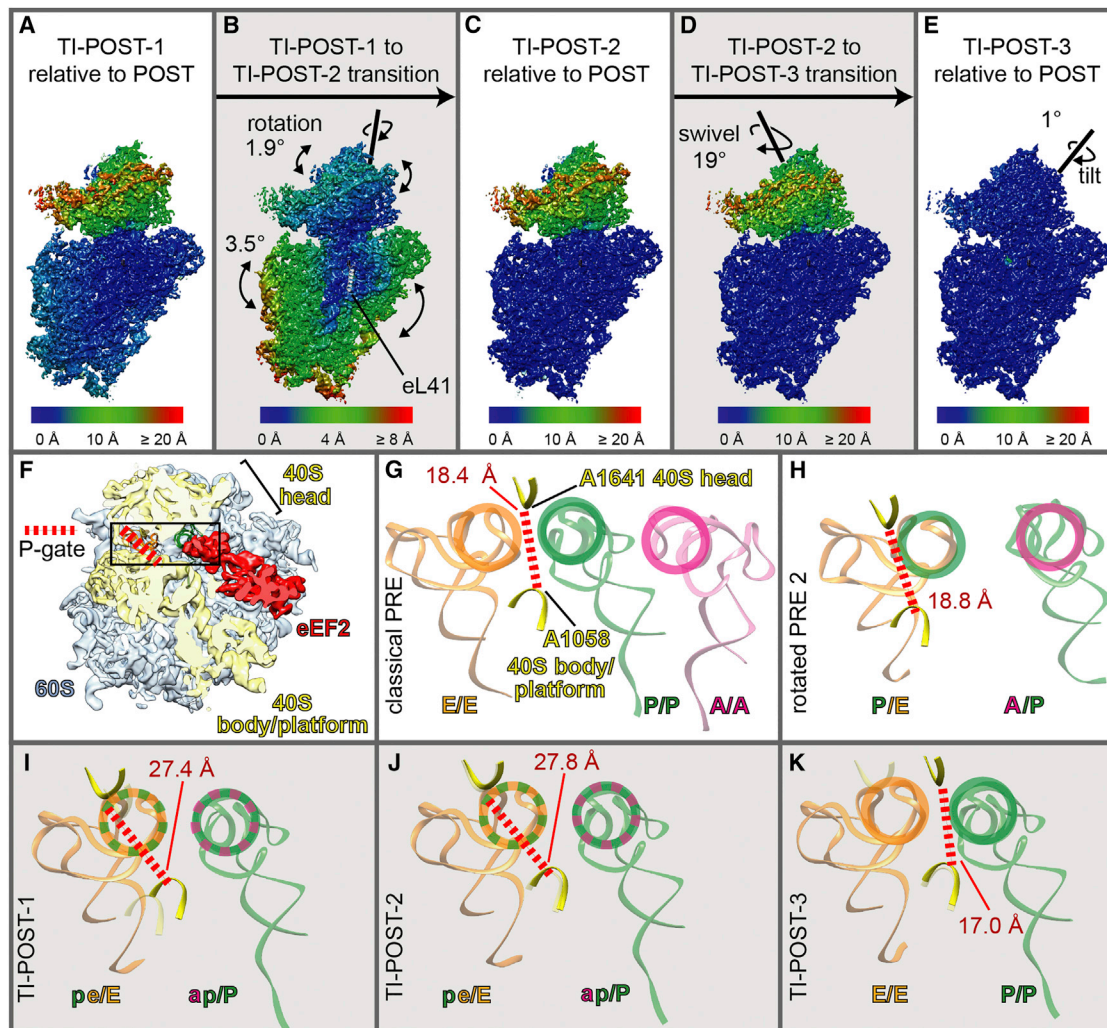 A
TI-POST-1
relative to POST
0 Å 10 Å ≥ 20 Å
B
TI-POST-1 to
TI-POST-2 transition
rotation
1.9°
3.5°
eL41
0 Å 4 Å ≥ 8 Å
C
TI-POST-2
relative to POST
0 Å 10 Å ≥ 20 Å
D
TI-POST-2 to
TI-POST-3 transition
swivel
19°
0 Å 10 Å ≥ 20 Å
E
TI-POST-3
relative to POST
1°
tilt
0 Å 10 Å ≥ 20 Å
F
40S
head
P-gate
eEF2
60S
40S
body/platform
G
18.4 Å
A1641 40S head
classical PRE
A1058
40S body/
platform
E/E P/P A/A
H
rotated PRE 2
18.8 Å
P/E A/P
I
27.4 Å
TI-POST-1
pe/E ap/P
J
27.8 Å
TI-POST-2
pe/E ap/P
K
TI-POST-3
17.0 Å
E/E P/P